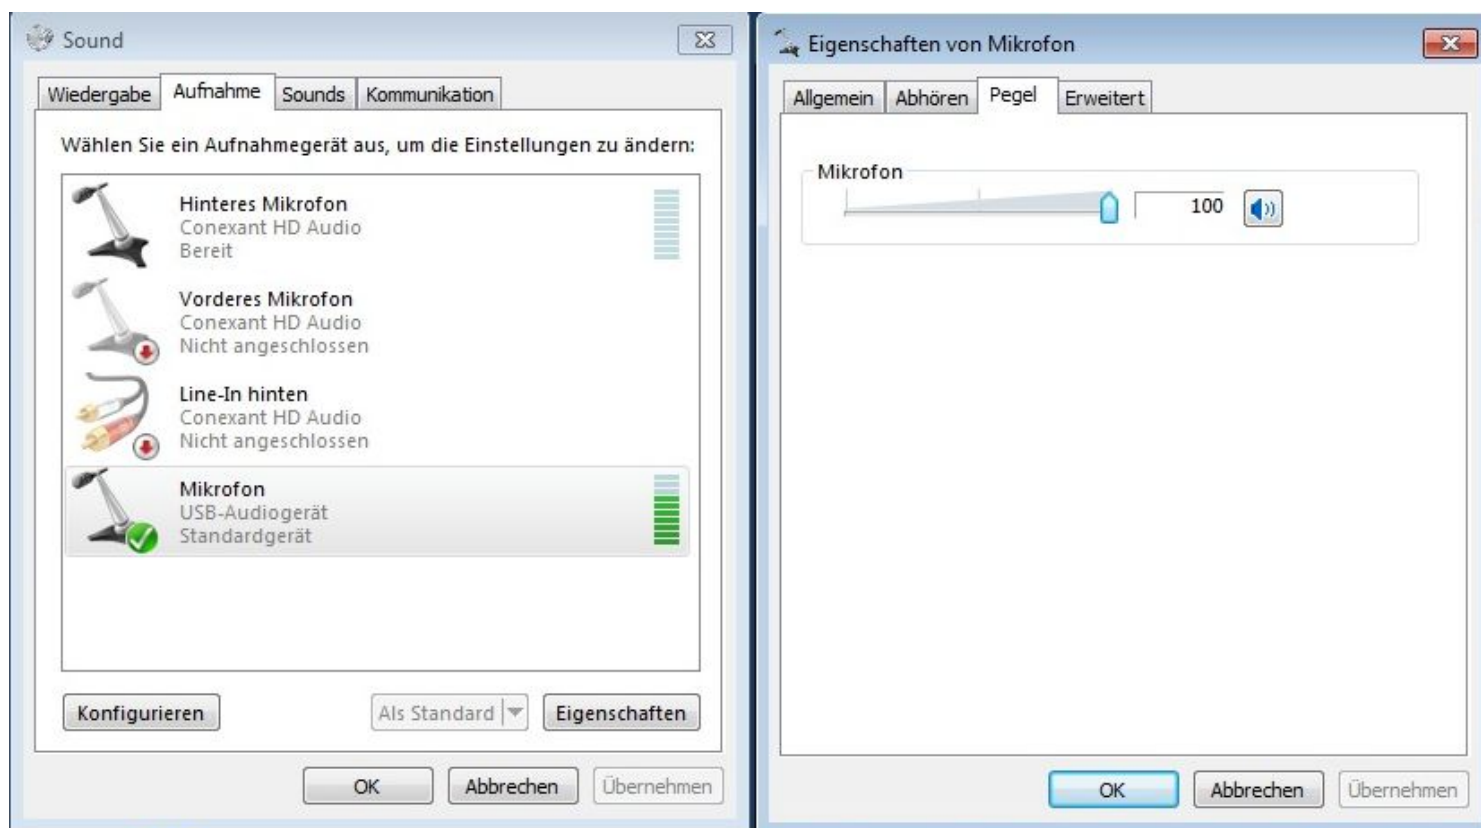 Sound
Wiedergabe Aufnahme Sounds Kommunikation
Wählen Sie ein Aufnahmegerät aus, um die Einstellungen zu ändern:
Hinteres Mikrofon
Conexant HD Audio
Bereit
Vorderes Mikrofon
Conexant HD Audio
Nicht angeschlossen
Line-In hinten
Conexant HD Audio
Nicht angeschlossen
Mikrofon
USB-Audiogerät
Standardgerät
Konfigurieren Als Standard Eigenschaften
OK Abbrechen Übernehmen
Eigenschaften von Mikrofon
Allgemein Abhören Pegel Erweitert
Mikrofon
100
OK Abbrechen Übernehmen